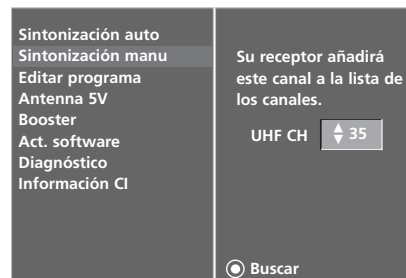 Sintonización auto
Sintonización manu
Editar programa
Antenna 5V
Booster
Act. software
Diagnóstico
Información CI
Su receptor añadirá
este canal a la lista de
los canales.
UHF CH 35
Buscar